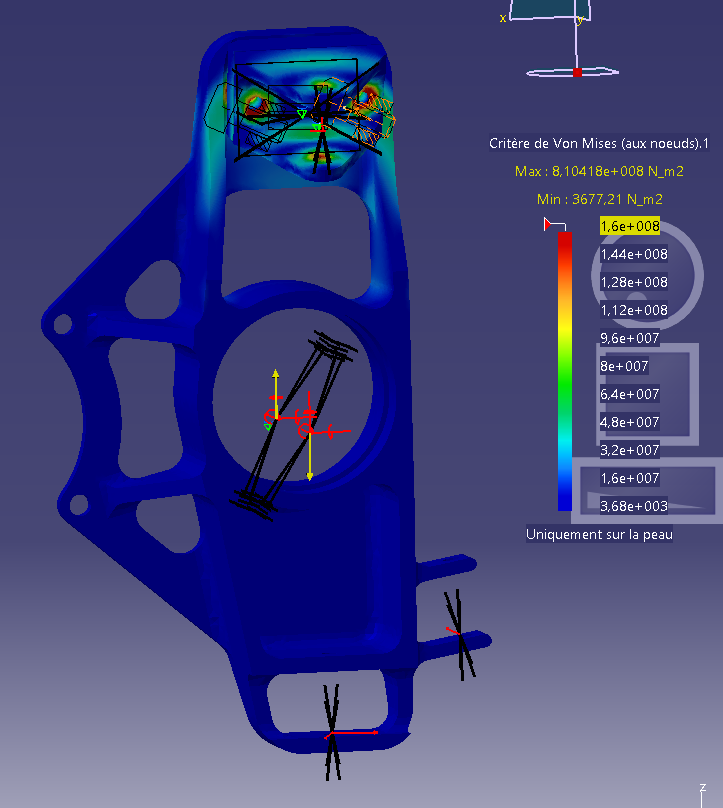 x
y
Critère de Von Mises (aux noeuds).1
Max : 8,10418e+008 N_m2
Min : 3677,21 N_m2
1,6e+008
1,44e+008
1,28e+008
1,12e+008
9,6e+007
8e+007
6,4e+007
4,8e+007
3,2e+007
1,6e+007
3,68e+003
Uniquement sur la peau
z